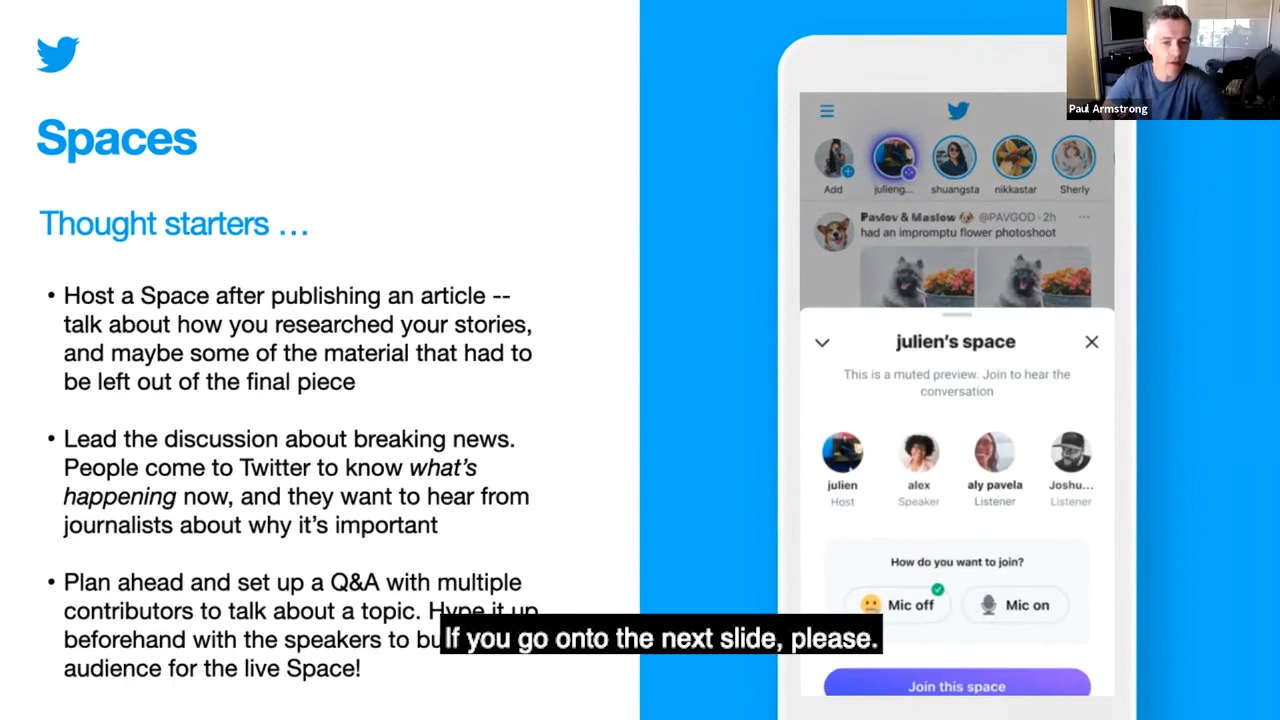 Spaces
Thought starters …
• Host a Space after publishing an article --
talk about how you researched your stories,
and maybe some of the material that had to
be left out of the final piece
• Lead the discussion about breaking news.
People come to Twitter to know what's
happening now, and they want to hear from
journalists about why it's important
• Plan ahead and set up a Q&A with multiple
contributors to talk about a topic. Hype it up
beforehand with the speakers to
audience for the live Space!
Paul Armstrong
Add
julieng...
shuangsta
nikkastar
Sherly
Pavlov & Maslow @PAVGOD · 2h
had an impromptu flower photoshoot
julien's space
This is a muted preview. Join to hear the
conversation
julien
alex
aly pavela
Joshu...
Host
Speaker
Listener
Listener
How do you want to join?
Mic off
Mic on
Join this space
If you go onto the next slide, please.